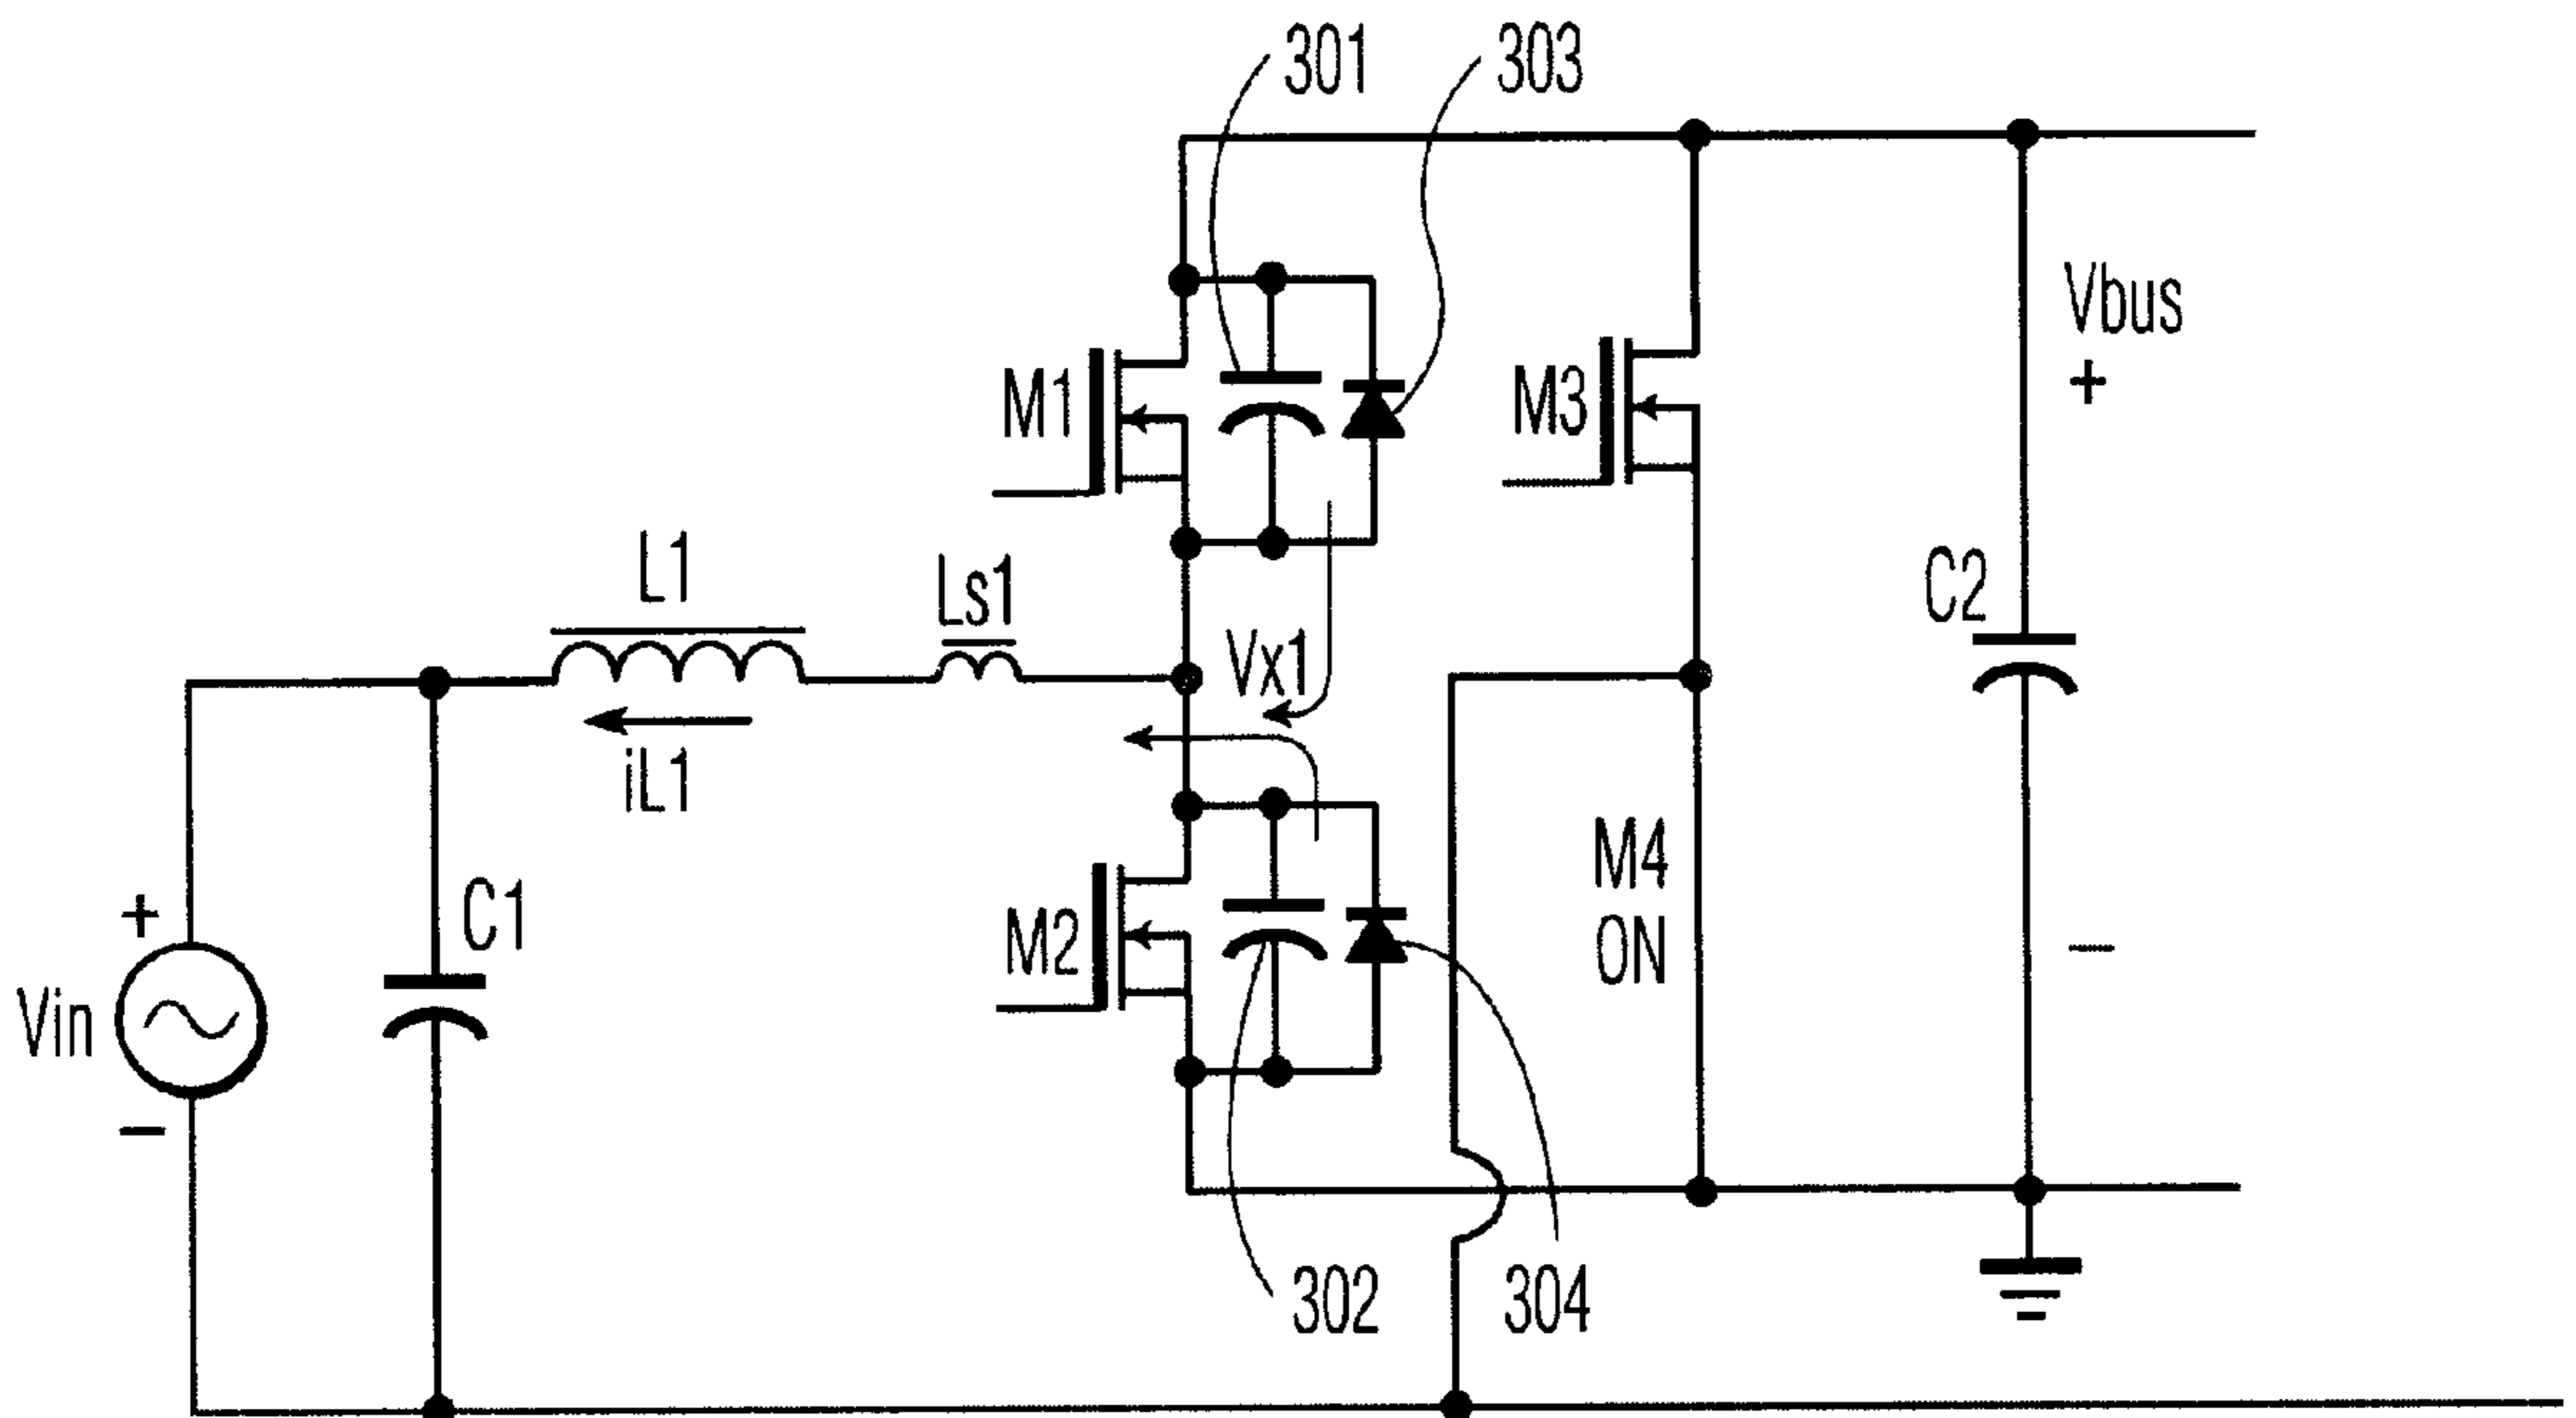 301
303
Vbus
+
M1
M3
L1
Ls1
C2
Vx1
iL1
M4
ON
C1
M2
+
Vin
−
−
302
304